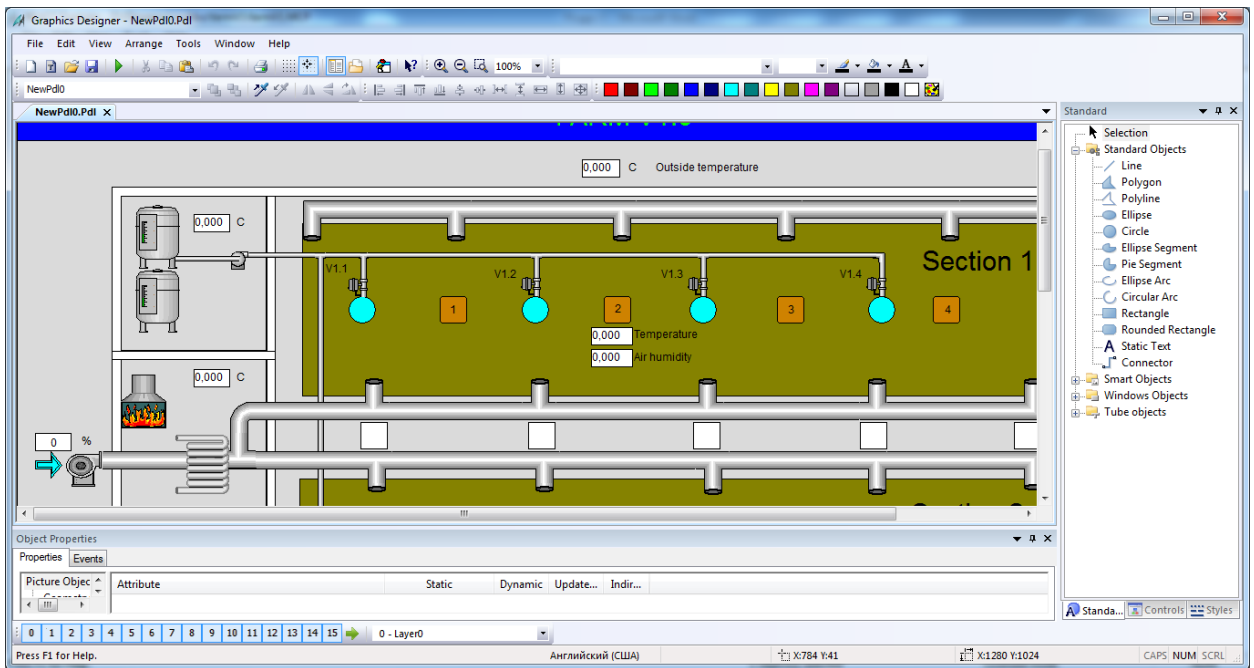 Graphics Designer - NewPdl0.Pdl
File Edit View Arrange Tools Window Help
100%
NewPdl0
NewPdl0.Pdl X
Standard
Selection
Standard Objects
Line
Polygon
Polyline
Ellipse
Circle
Ellipse Segment
Pie Segment
Ellipse Arc
Circular Arc
Rectangle
Rounded Rectangle
A Static Text
Connector
Smart Objects
Windows Objects
Tube objects
0,000 C Outside temperature
0,000 C
Section 1
V1.1 V1.2 V1.3 V1.4
1 2 3 4
0,000 Temperature
0,000 Air humidity
0,000 C
0 %
Object Properties
Properties Events
Picture Objec
Attribute Static Dynamic Update... Indir...
Standa... Controls Styles
0 1 2 3 4 5 6 7 8 9 10 11 12 13 14 15 0 - Layer0
Press F1 for Help. Английский (США) X:784 Y:41 X:1280 Y:1024 CAPS NUM SCRL